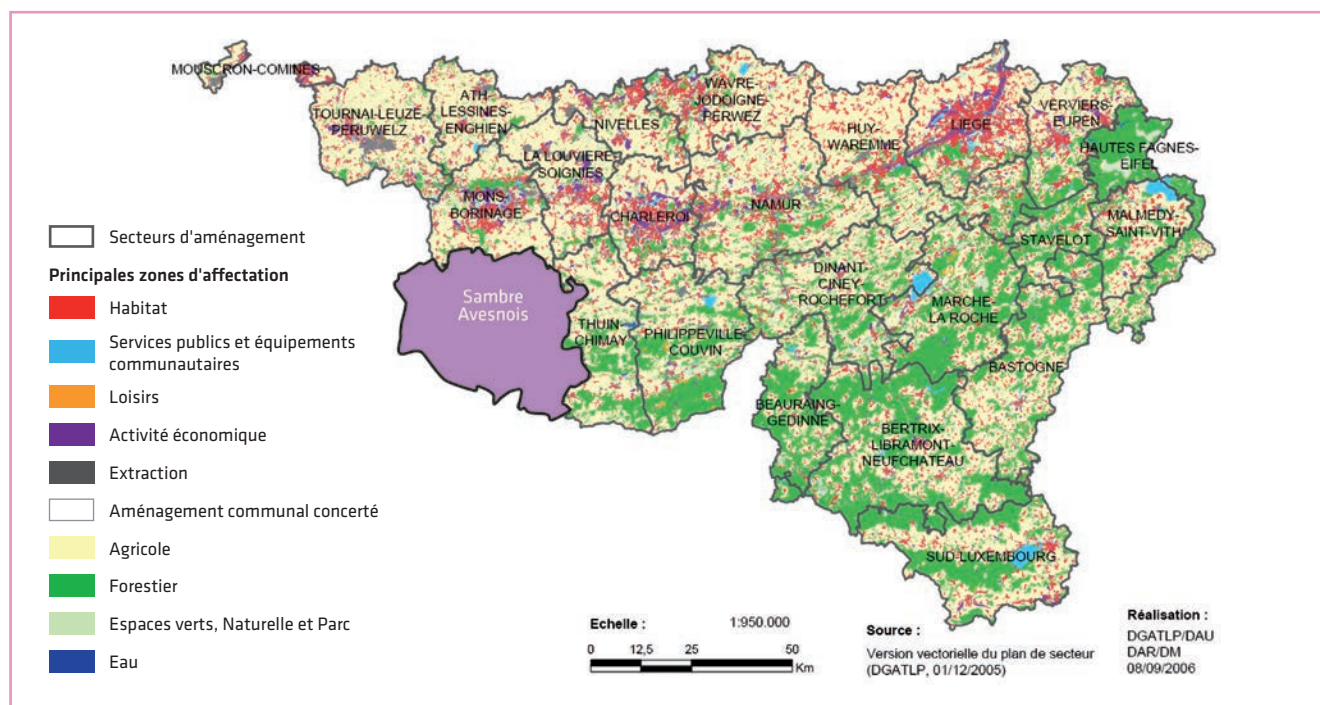 MOUSCRON-COMINES
TOURNAI-LEUZE-
PERUWELZ
ATH-
LESSINES-
ENGHIEN
NIVELLES
WAVRE-
JODOIGNE-
PERWEZ
HUY-
WAREMME
LIEGE
VERVIERS-
EUPEN
HAUTES FAGNES-
EIFEL
LA LOUVIERE-
SOIGNIES
MONS-
BORINAGE
CHARLEROI
NAMUR
MALMEDY-
SAINT-VITH
STAVELOT
DINANT-
CINEY-
ROCHEFORT
MARCHE-
LA ROCHE
Sambre
Avesnois
THUIN-
CHIMAY
PHILIPPEVILLE-
COUVIN
BASTOGNE
BEAURAING-
GEDINNE
BERTRIX-
LIBRAMONT-
NEUFCHATEAU
SUD-LUXEMBOURG
Secteurs d'aménagement
Principales zones d'affectation
Habitat
Services publics et équipements
communautaires
Loisirs
Activité économique
Extraction
Aménagement communal concerté
Agricole
Forestier
Espaces verts, Naturelle et Parc
Eau
Echelle : 1:950.000
0 12,5 25 50
Km
Source :
Version vectorielle du plan de secteur
(DGATLP, 01/12/2005)
Réalisation :
DGATLP/DAU
DAR/DM
08/09/2006